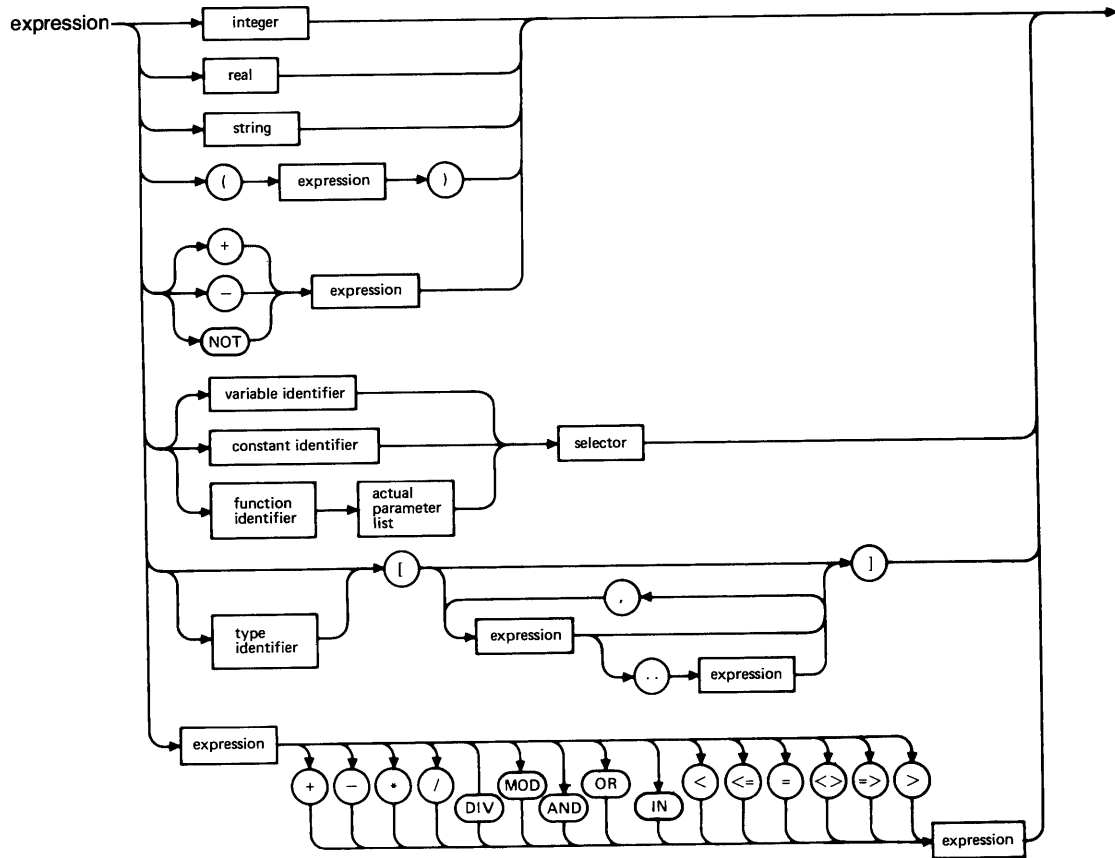 expression
integer
real
string
( expression )
+
− expression
NOT
variable identifier
constant identifier selector
function
identifier
actual
parameter
list
[ ]
,
type
identifier
expression
.. expression
expression
+ − * / DIV MOD AND OR IN < <= = <> => >
expression